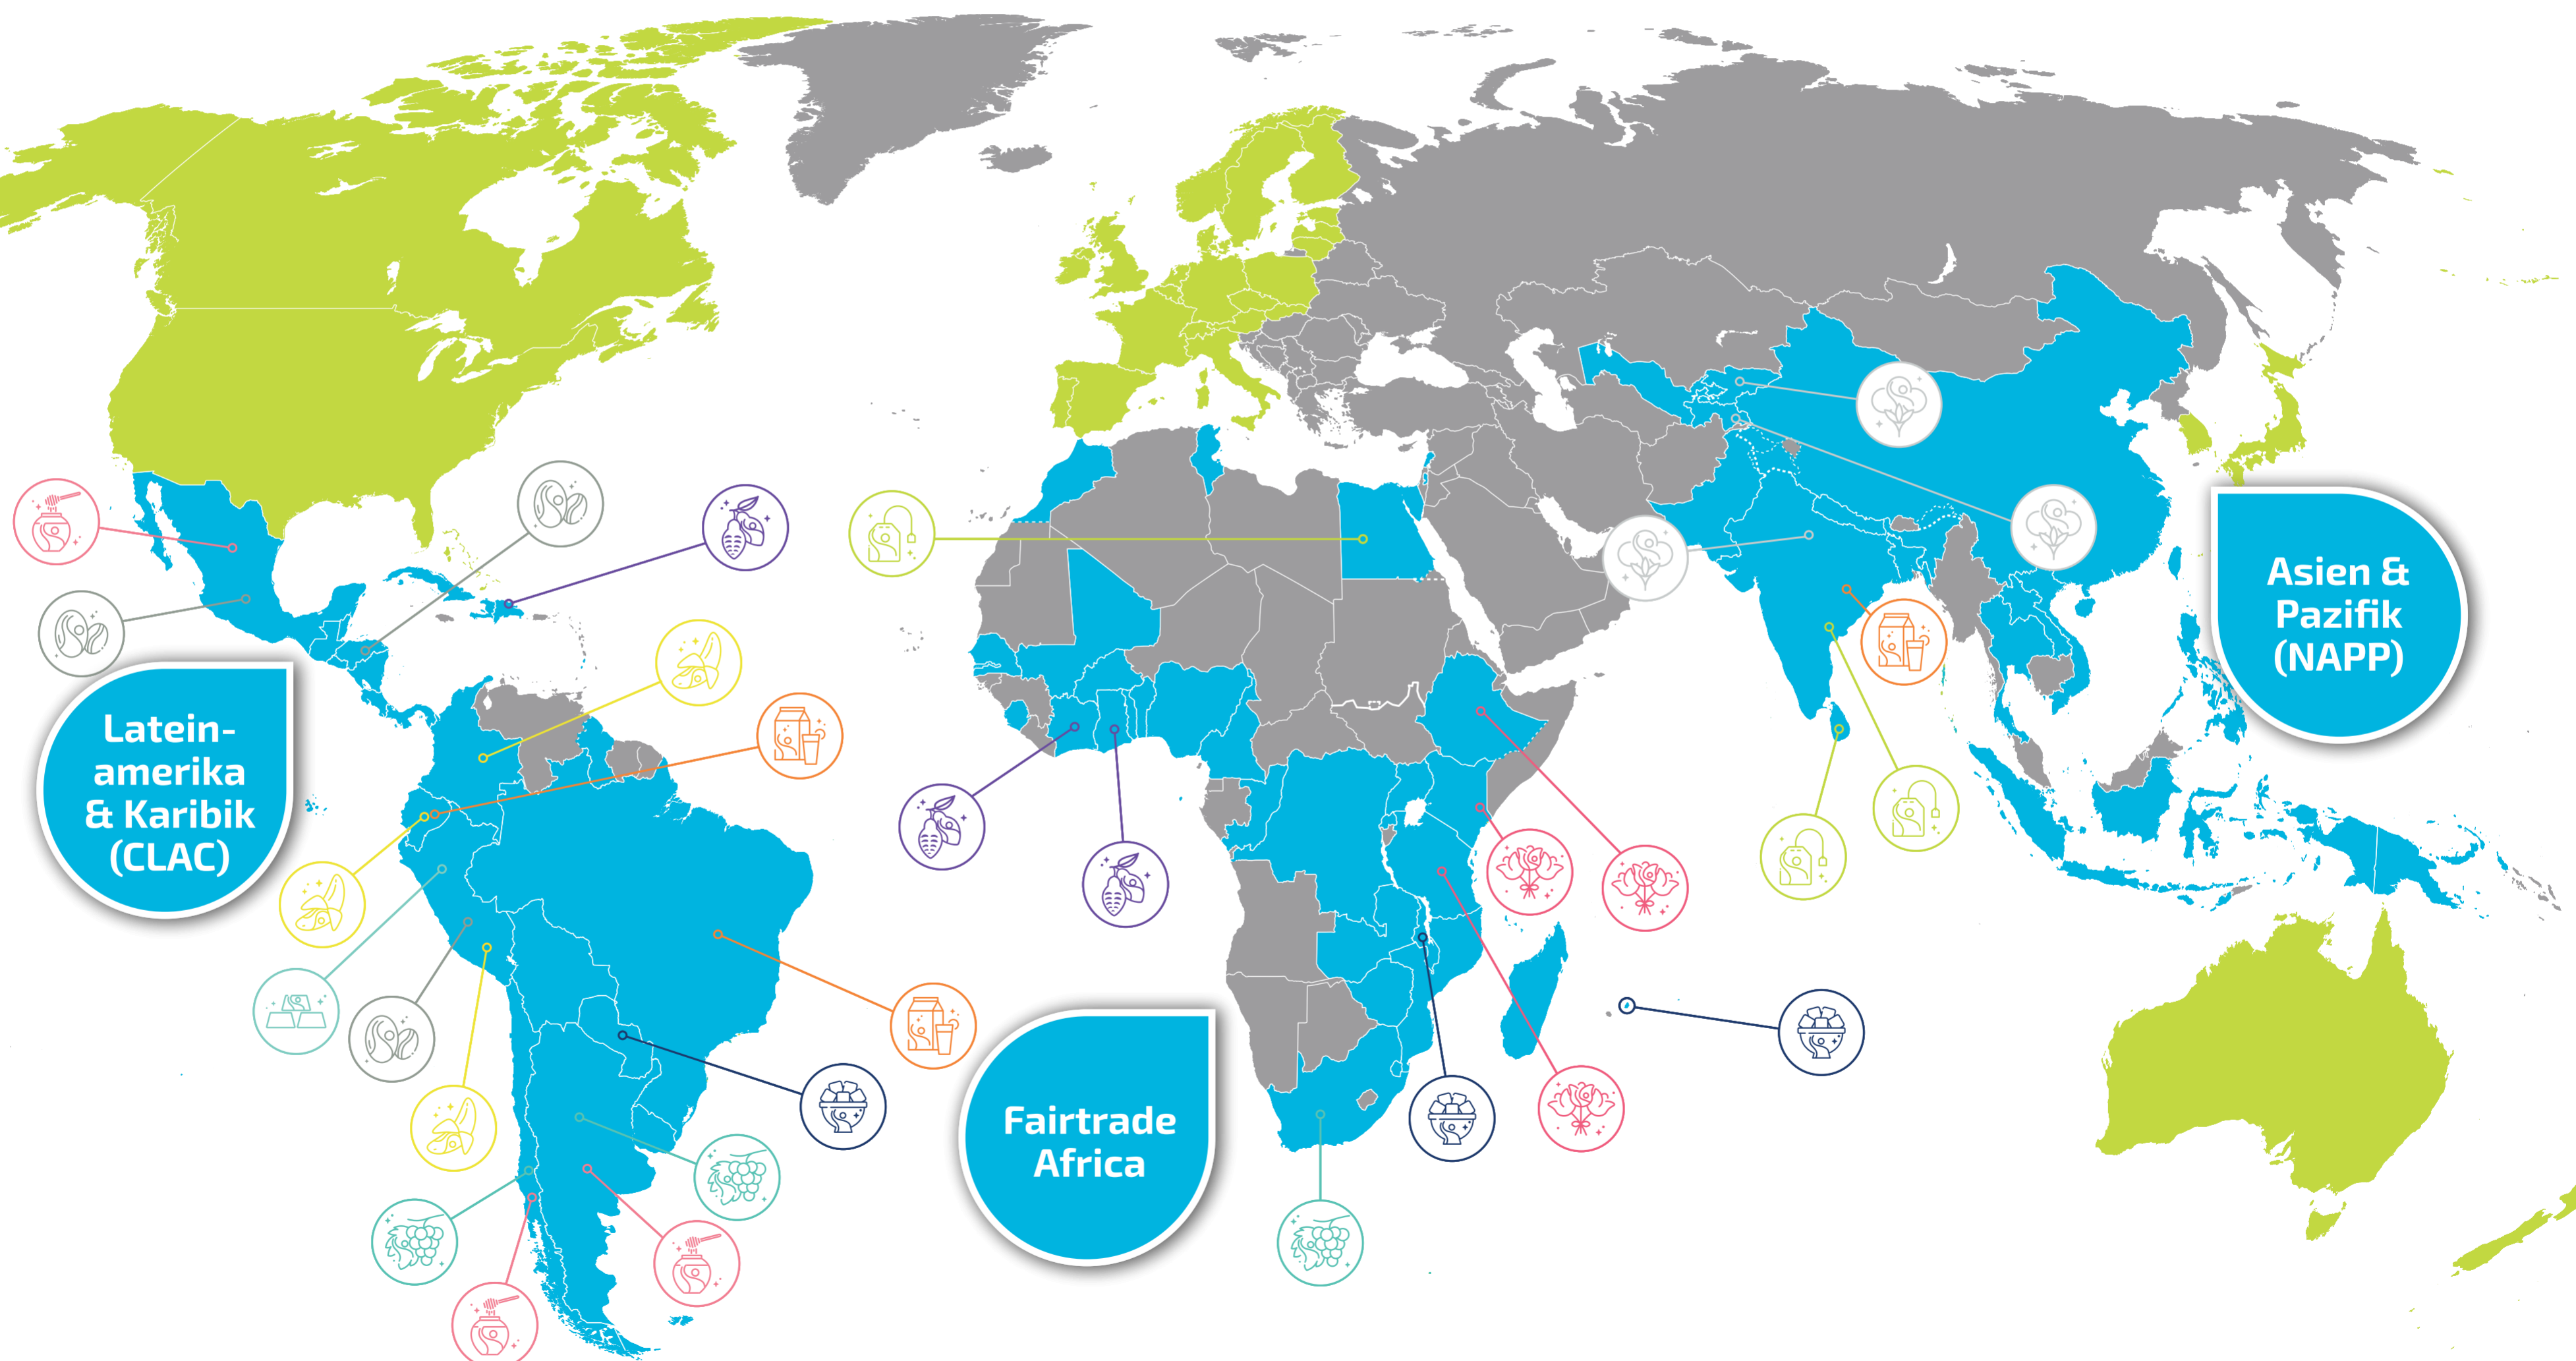 Latein-
amerika
& Karibik
(CLAC)
Fairtrade
Africa
Asien &
Pazifik
(NAPP)